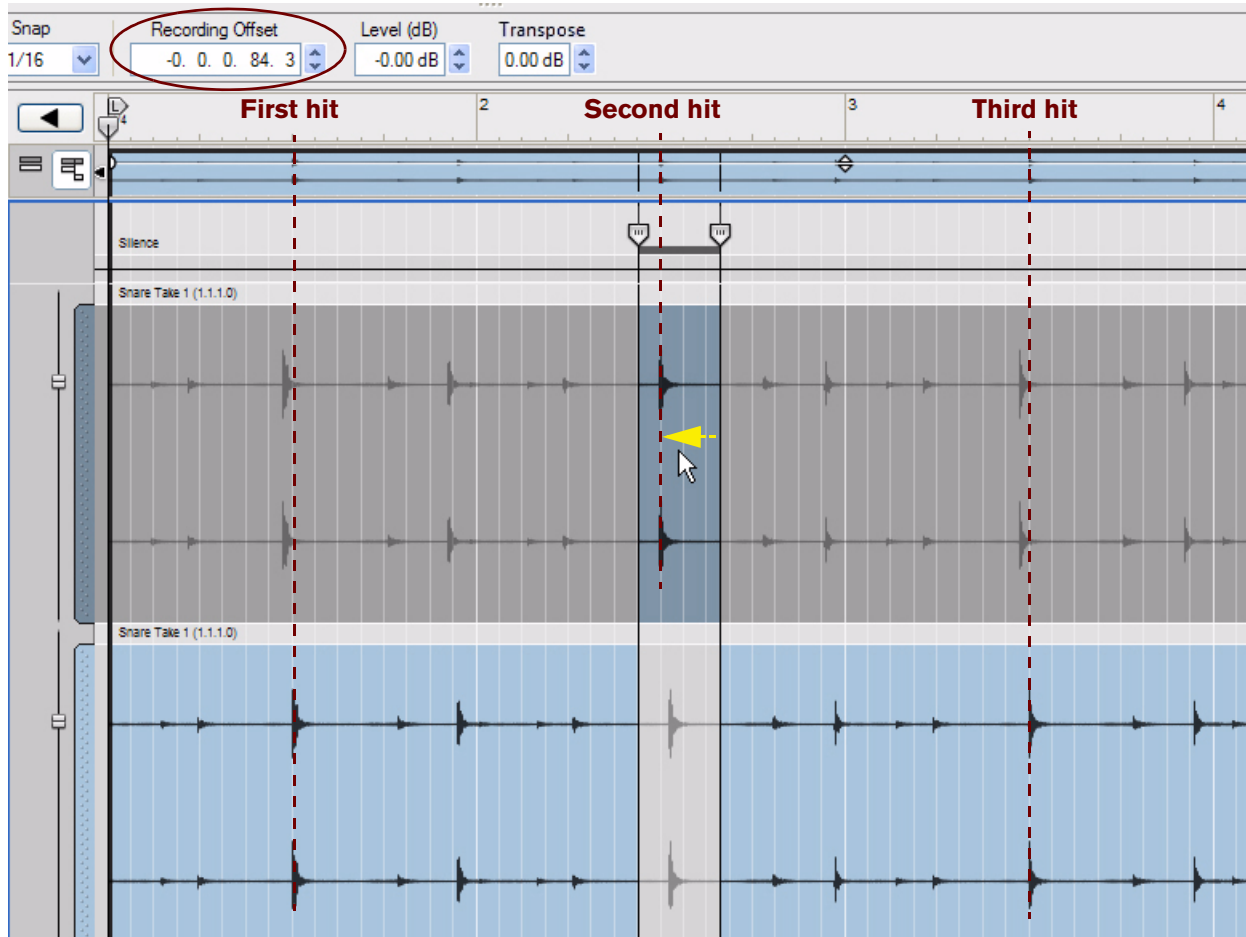 Snap
Recording Offset
Level (dB)
Transpose
1/16
-0. 0. 0. 84. 3
-0.00 dB
0.00 dB
L
4
First hit
2
Second hit
3
Third hit
4
Silence
Snare Take 1 (1.1.1.0)
Snare Take 1 (1.1.1.0)